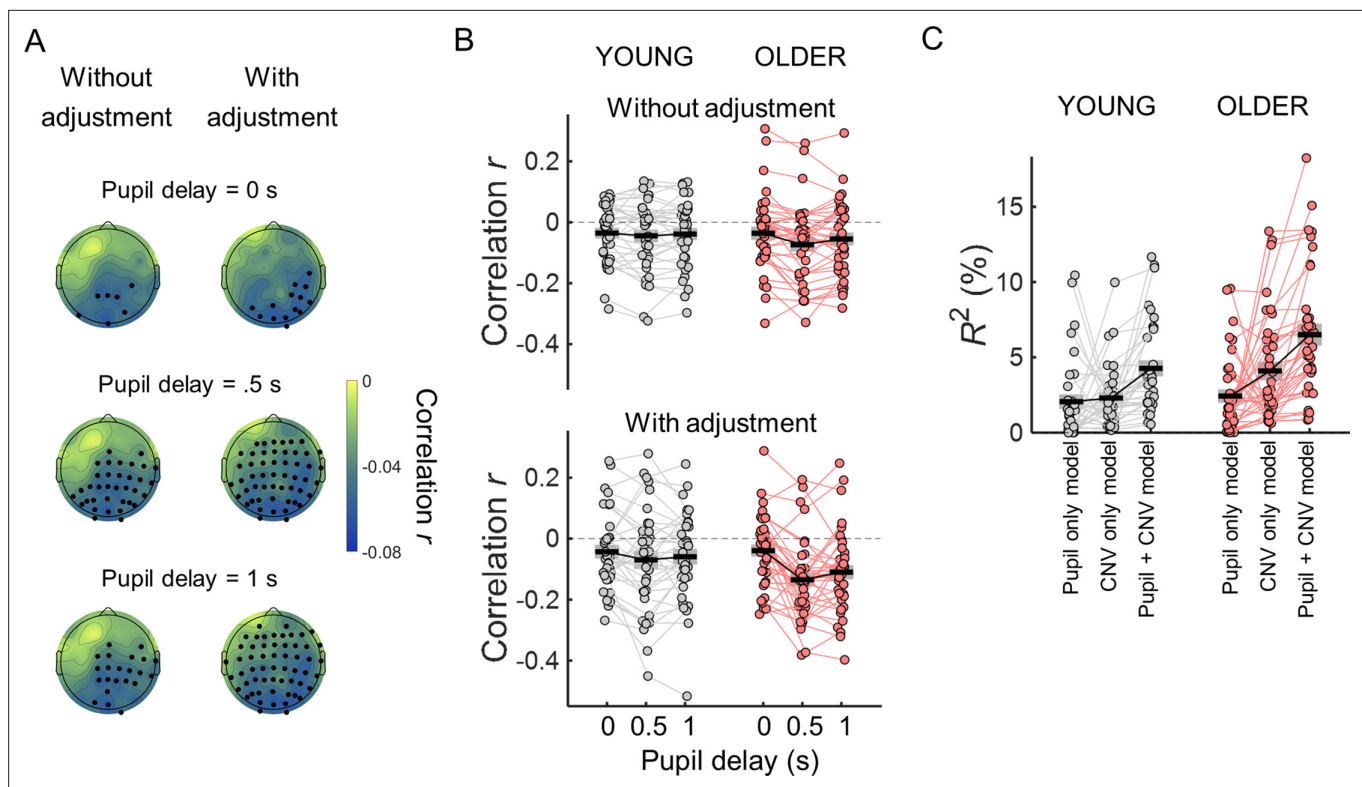 A
Without
adjustment
With
adjustment
Pupil delay = 0 s
Pupil delay = .5 s
Pupil delay = 1 s
0
-0.04
-0.08
Correlation r
B
YOUNG
OLDER
Without adjustment
0.2
0
-0.2
-0.4
Correlation r
With adjustment
0.2
0
-0.2
-0.4
Correlation r
0 0.5 1
0 0.5 1
Pupil delay (s)
C
YOUNG
OLDER
15
10
5
0
R² (%)
Pupil only model
CNV only model
Pupil + CNV model
Pupil only model
CNV only model
Pupil + CNV model